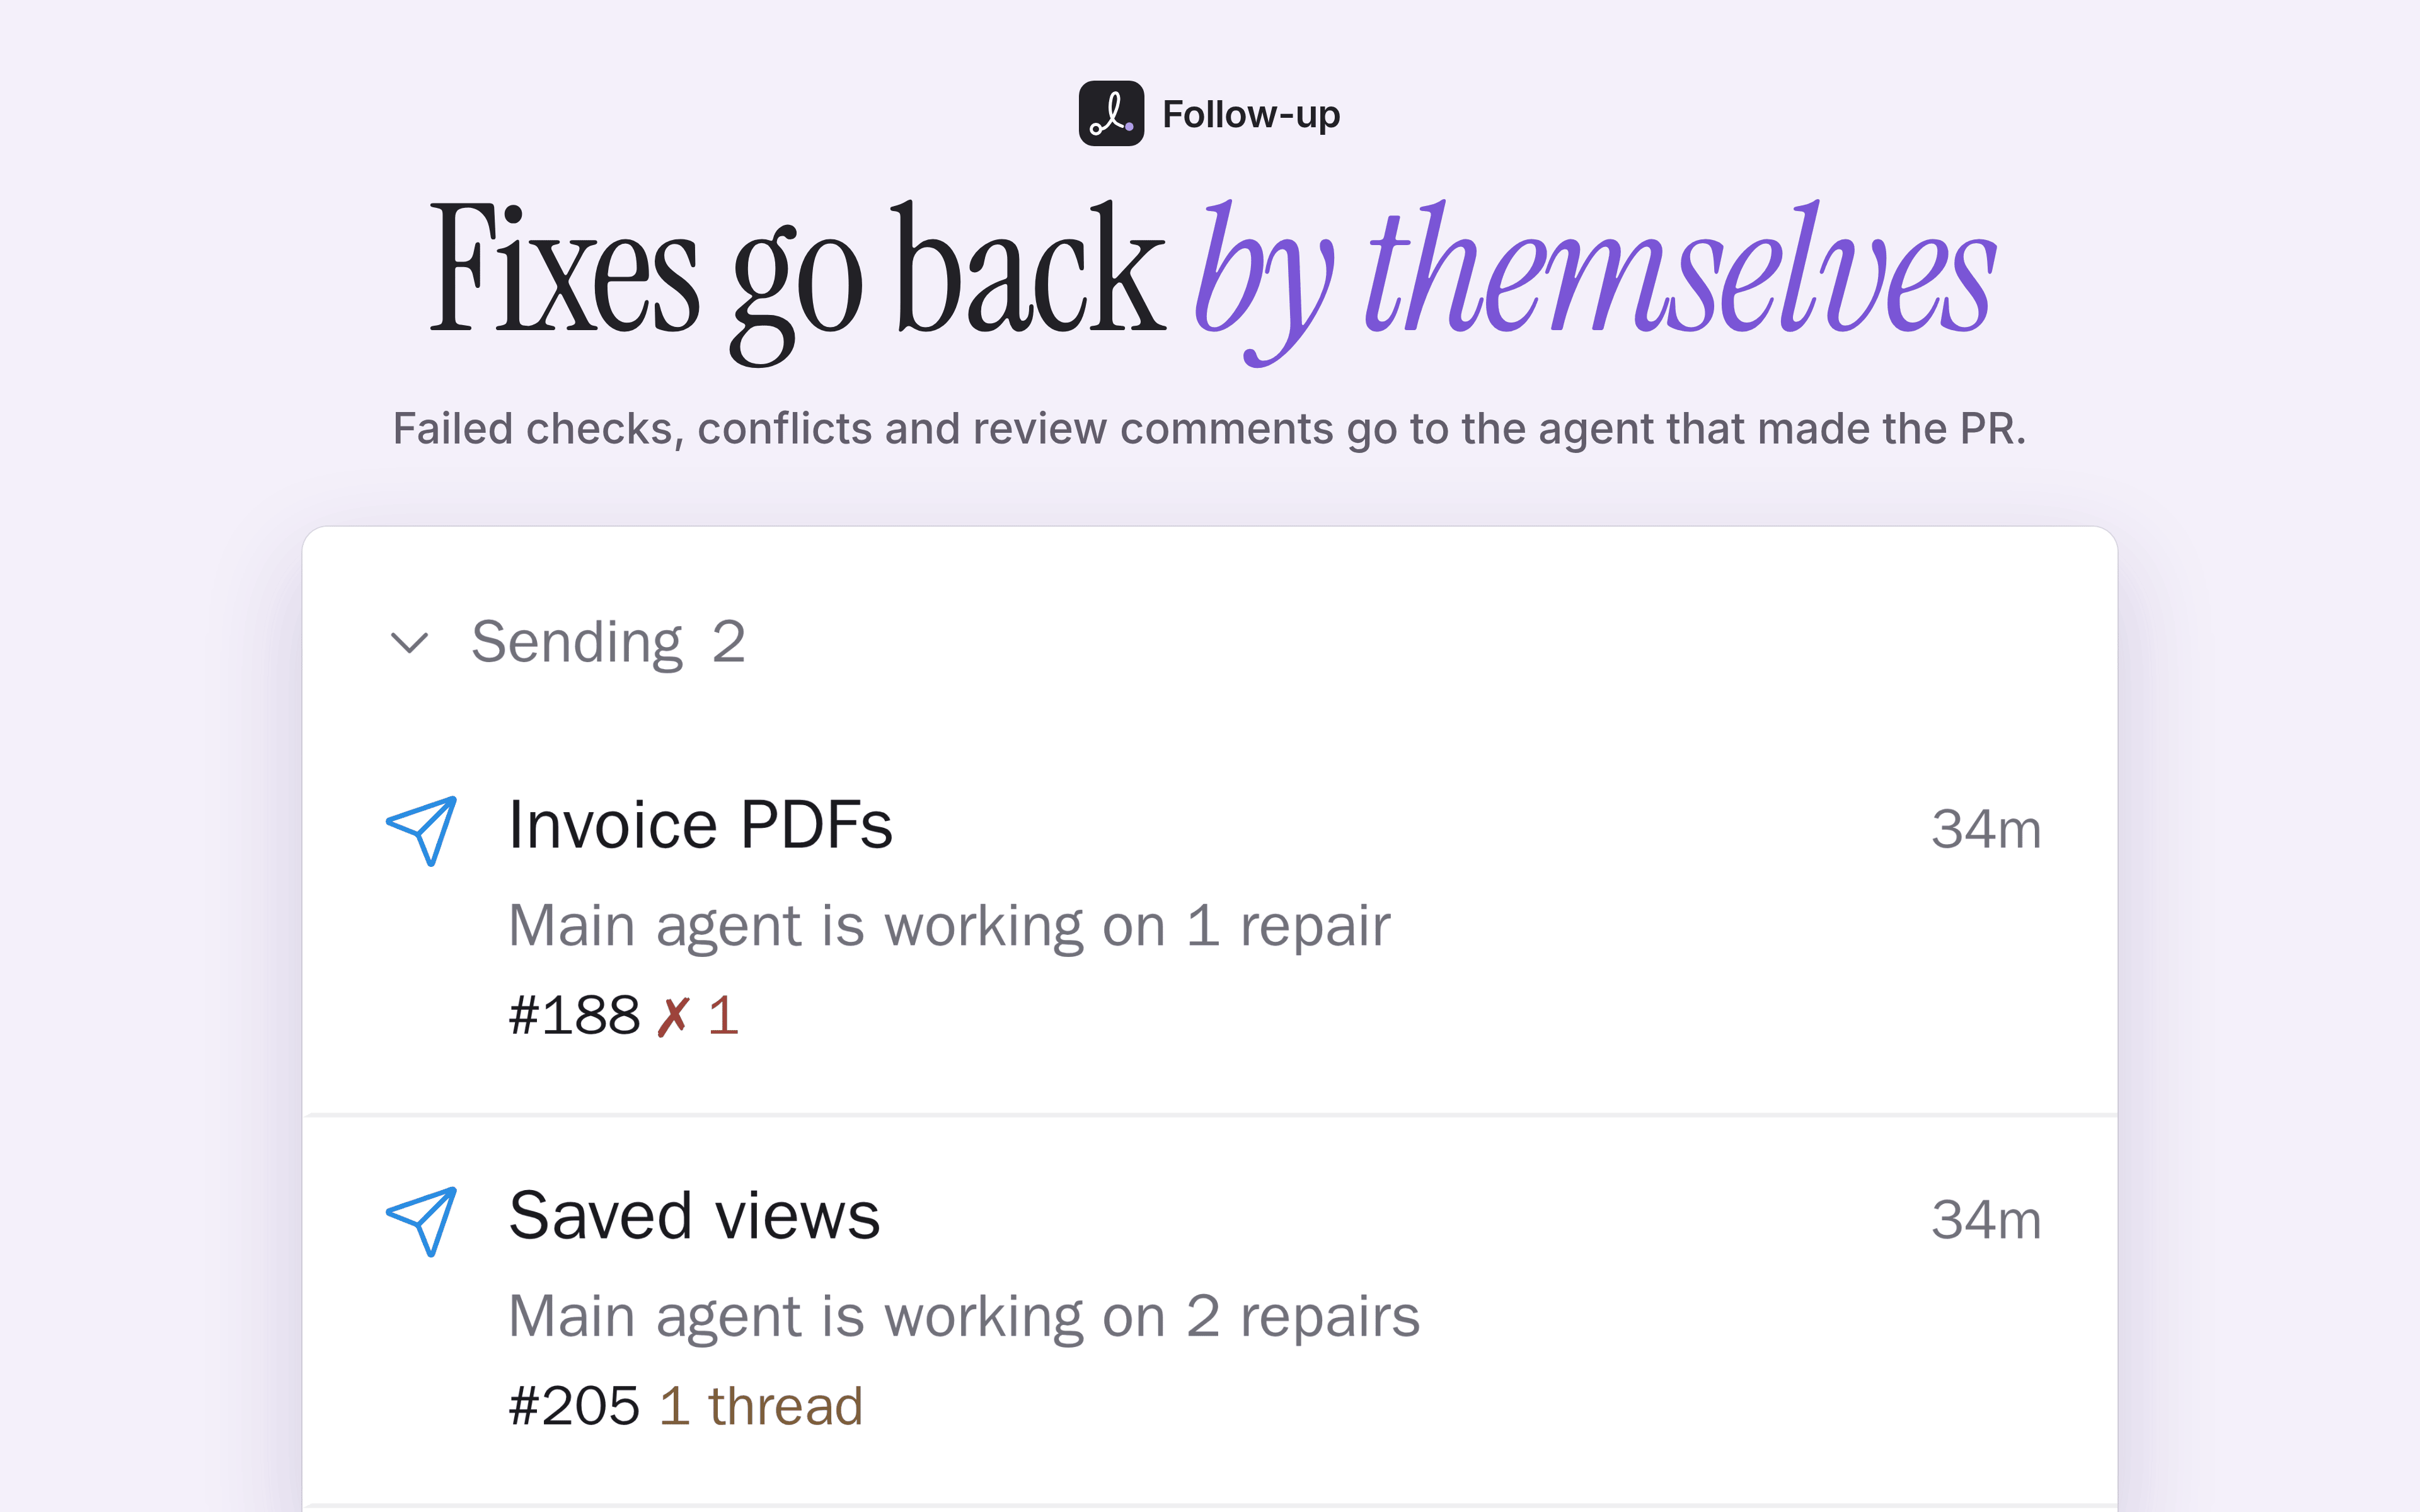 Follow-up
Fixes go back by themselves
Failed checks, conflicts and review comments go to the agent that made the PR.
Sending 2
Invoice PDFs 34m
Main agent is working on 1 repair
#188 ✗ 1
Saved views 34m
Main agent is working on 2 repairs
#205 1 thread